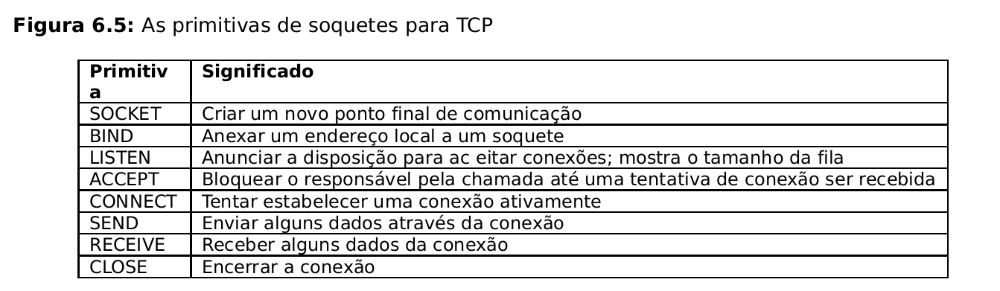 Figura 6.5: As primitivas de soquetes para TCP
Primitiv
a
Significado
SOCKET Criar um novo ponto final de comunicação
BIND Anexar um endereço local a um soquete
LISTEN Anunciar a disposição para ac eitar conexões; mostra o tamanho da fila
ACCEPT Bloquear o responsável pela chamada até uma tentativa de conexão ser recebida
CONNECT Tentar estabelecer uma conexão ativamente
SEND Enviar alguns dados através da conexão
RECEIVE Receber alguns dados da conexão
CLOSE Encerrar a conexão